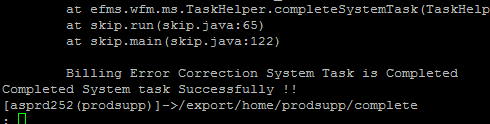 at efms.wfm.ms.TaskHelper.completeSystemTask(TaskHelp
at skip.run(skip.java:65)
at skip.main(skip.java:122)
Billing Error Correction System Task is Completed
Completed System task Successfully !!
[asprd252(prodsupp)]->/export/home/prodsupp/complete
: